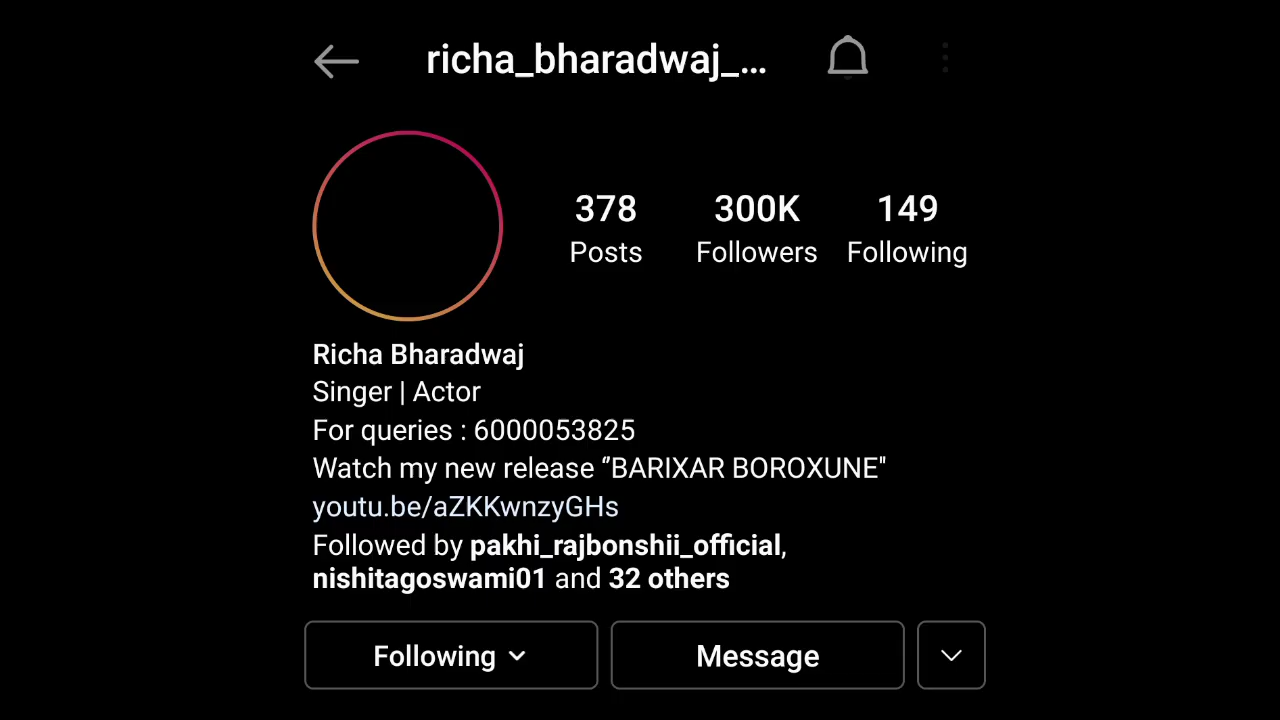 richa_bharadwaj_...
378 300K 149
Posts Followers Following
Richa Bharadwaj
Singer | Actor
For queries : 6000053825
Watch my new release "BARIXAR BOROXUNE"
youtu.be/aZKKwnzyGHs
Followed by pakhi_rajbonshii_official,
nishitagoswami01 and 32 others
Following Message